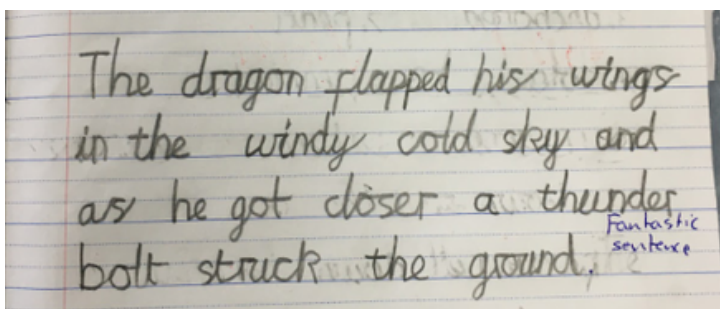 The dragon flapped his wings
in the windy cold sky and
as he got closer a thunder
Fantastic
sentence
bolt struck the ground.